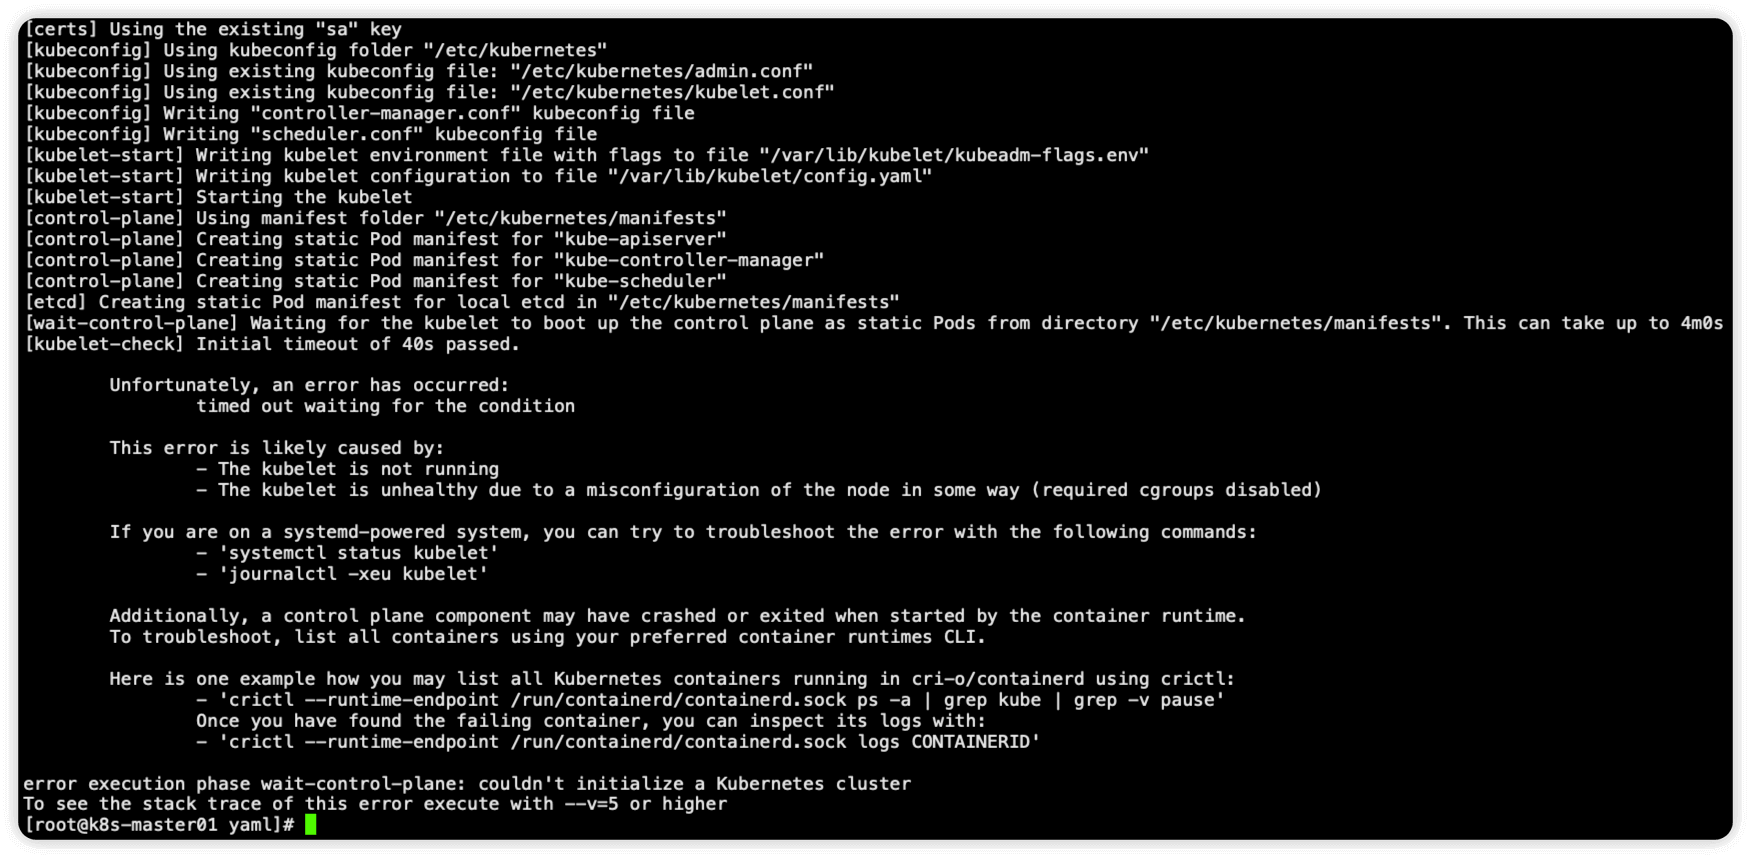 [certs] Using the existing "sa" key
[kubeconfig] Using kubeconfig folder "/etc/kubernetes"
[kubeconfig] Using existing kubeconfig file: "/etc/kubernetes/admin.conf"
[kubeconfig] Using existing kubeconfig file: "/etc/kubernetes/kubelet.conf"
[kubeconfig] Writing "controller-manager.conf" kubeconfig file
[kubeconfig] Writing "scheduler.conf" kubeconfig file
[kubelet-start] Writing kubelet environment file with flags to file "/var/lib/kubelet/kubeadm-flags.env"
[kubelet-start] Writing kubelet configuration to file "/var/lib/kubelet/config.yaml"
[kubelet-start] Starting the kubelet
[control-plane] Using manifest folder "/etc/kubernetes/manifests"
[control-plane] Creating static Pod manifest for "kube-apiserver"
[control-plane] Creating static Pod manifest for "kube-controller-manager"
[control-plane] Creating static Pod manifest for "kube-scheduler"
[etcd] Creating static Pod manifest for local etcd in "/etc/kubernetes/manifests"
[wait-control-plane] Waiting for the kubelet to boot up the control plane as static Pods from directory "/etc/kubernetes/manifests". This can take up to 4m0s
[kubelet-check] Initial timeout of 40s passed.
Unfortunately, an error has occurred:
timed out waiting for the condition
This error is likely caused by:
- The kubelet is not running
- The kubelet is unhealthy due to a misconfiguration of the node in some way (required cgroups disabled)
If you are on a systemd-powered system, you can try to troubleshoot the error with the following commands:
- 'systemctl status kubelet'
- 'journalctl -xeu kubelet'
Additionally, a control plane component may have crashed or exited when started by the container runtime.
To troubleshoot, list all containers using your preferred container runtimes CLI.
Here is one example how you may list all Kubernetes containers running in cri-o/containerd using crictl:
- 'crictl --runtime-endpoint /run/containerd/containerd.sock ps -a | grep kube | grep -v pause'
Once you have found the failing container, you can inspect its logs with:
- 'crictl --runtime-endpoint /run/containerd/containerd.sock logs CONTAINERID'
error execution phase wait-control-plane: couldn't initialize a Kubernetes cluster
To see the stack trace of this error execute with --v=5 or higher
[root@k8s-master01 yaml]#